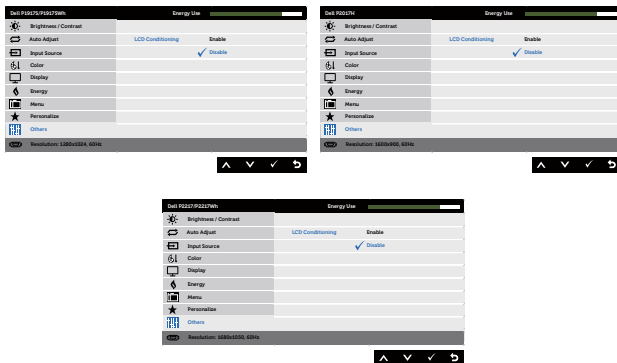 Dell P1917S/P1917SWh Energy Use
Brightness / Contrast
Auto Adjust LCD Conditioning Enable
Input Source Disable
Color
Display
Energy
Menu
Personalize
Others
Resolution: 1280x1024, 60Hz
Dell P2017H Energy Use
Brightness / Contrast
Auto Adjust LCD Conditioning Enable
Input Source Disable
Color
Display
Energy
Menu
Personalize
Others
Resolution: 1600x900, 60Hz
Dell P2217/P2217Wh Energy Use
Brightness / Contrast
Auto Adjust LCD Conditioning Enable
Input Source Disable
Color
Display
Energy
Menu
Personalize
Others
Resolution: 1680x1050, 60Hz